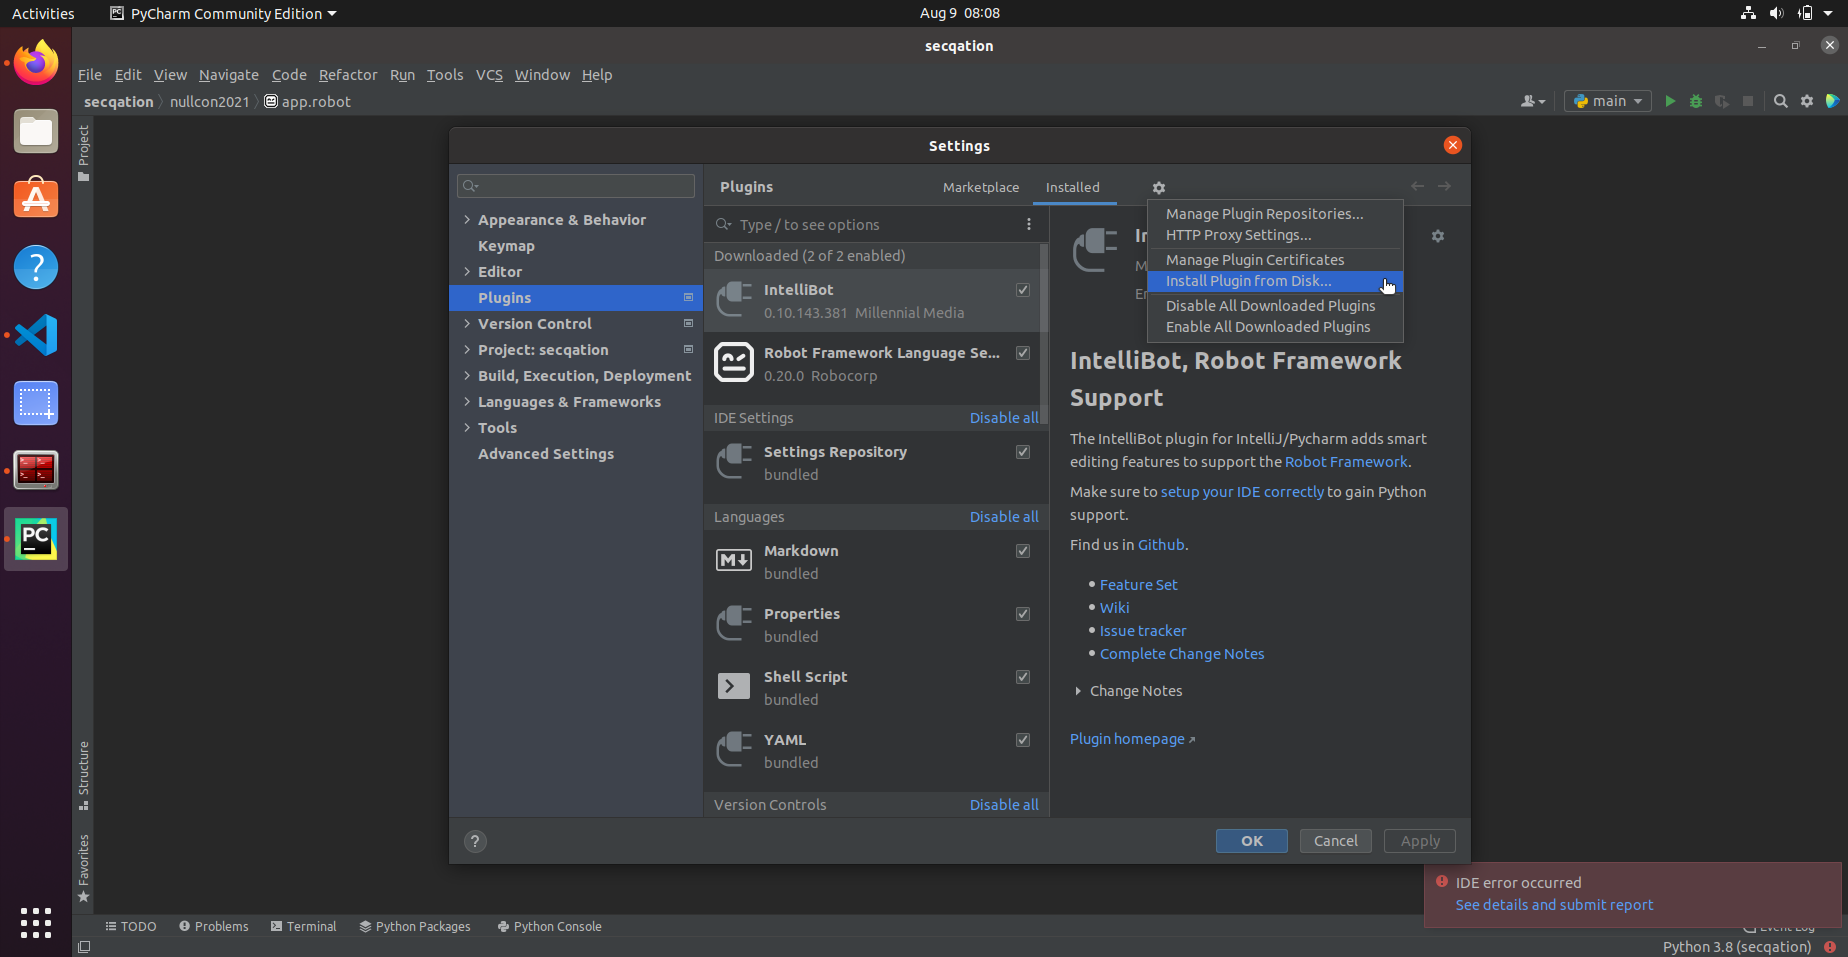 Activities
PyCharm Community Edition
Aug 9 08:08
secqation
File Edit View Navigate Code Refactor Run Tools VCS Window Help
secqation nullcon2021 app.robot
main
Project
Structure
Favorites
Settings
Appearance & Behavior
Keymap
Editor
Plugins
Version Control
Project: secqation
Build, Execution, Deployment
Languages & Frameworks
Tools
Advanced Settings
Plugins
Marketplace
Installed
Type / to see options
Downloaded (2 of 2 enabled)
IntelliBot
0.10.143.381 Millennial Media
Robot Framework Language Se...
0.20.0 Robocorp
IDE Settings
Disable all
Settings Repository
bundled
Languages
Disable all
Markdown
bundled
Properties
bundled
Shell Script
bundled
YAML
bundled
Version Controls
Disable all
Manage Plugin Repositories...
HTTP Proxy Settings...
Manage Plugin Certificates
Install Plugin from Disk...
Disable All Downloaded Plugins
Enable All Downloaded Plugins
IntelliBot, Robot Framework
Support
The IntelliBot plugin for IntelliJ/Pycharm adds smart
editing features to support the Robot Framework.
Make sure to setup your IDE correctly to gain Python
support.
Find us in Github.
Feature Set
Wiki
Issue tracker
Complete Change Notes
Change Notes
Plugin homepage
?
OK
Cancel
Apply
IDE error occurred
See details and submit report
TODO
Problems
Terminal
Python Packages
Python Console
Event Log
Python 3.8 (secqation)